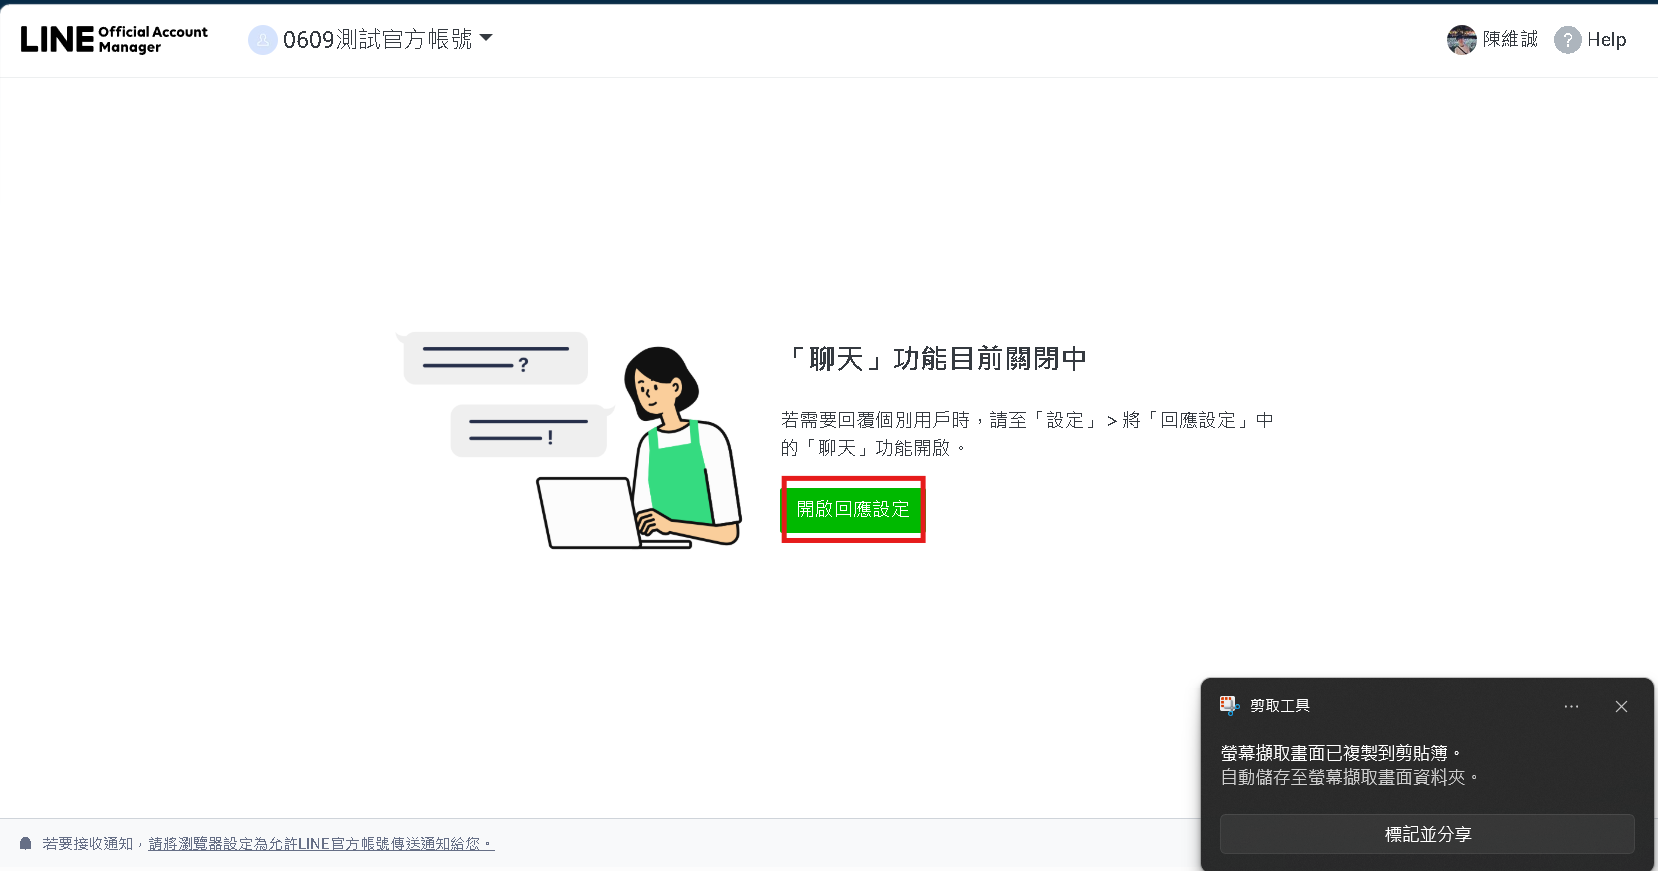 LINE Official Account Manager
0609測試官方帳號
陳維誠
? Help
?
!
「聊天」功能目前關閉中
若需要回覆個別用戶時，請至「設定」 > 將「回應設定」中
的「聊天」功能開啟。
開啟回應設定
剪取工具
螢幕擷取畫面已複製到剪貼簿。
自動儲存至螢幕擷取畫面資料夾。
標記並分享
若要接收通知，請將瀏覽器設定為允許LINE官方帳號傳送通知給您。